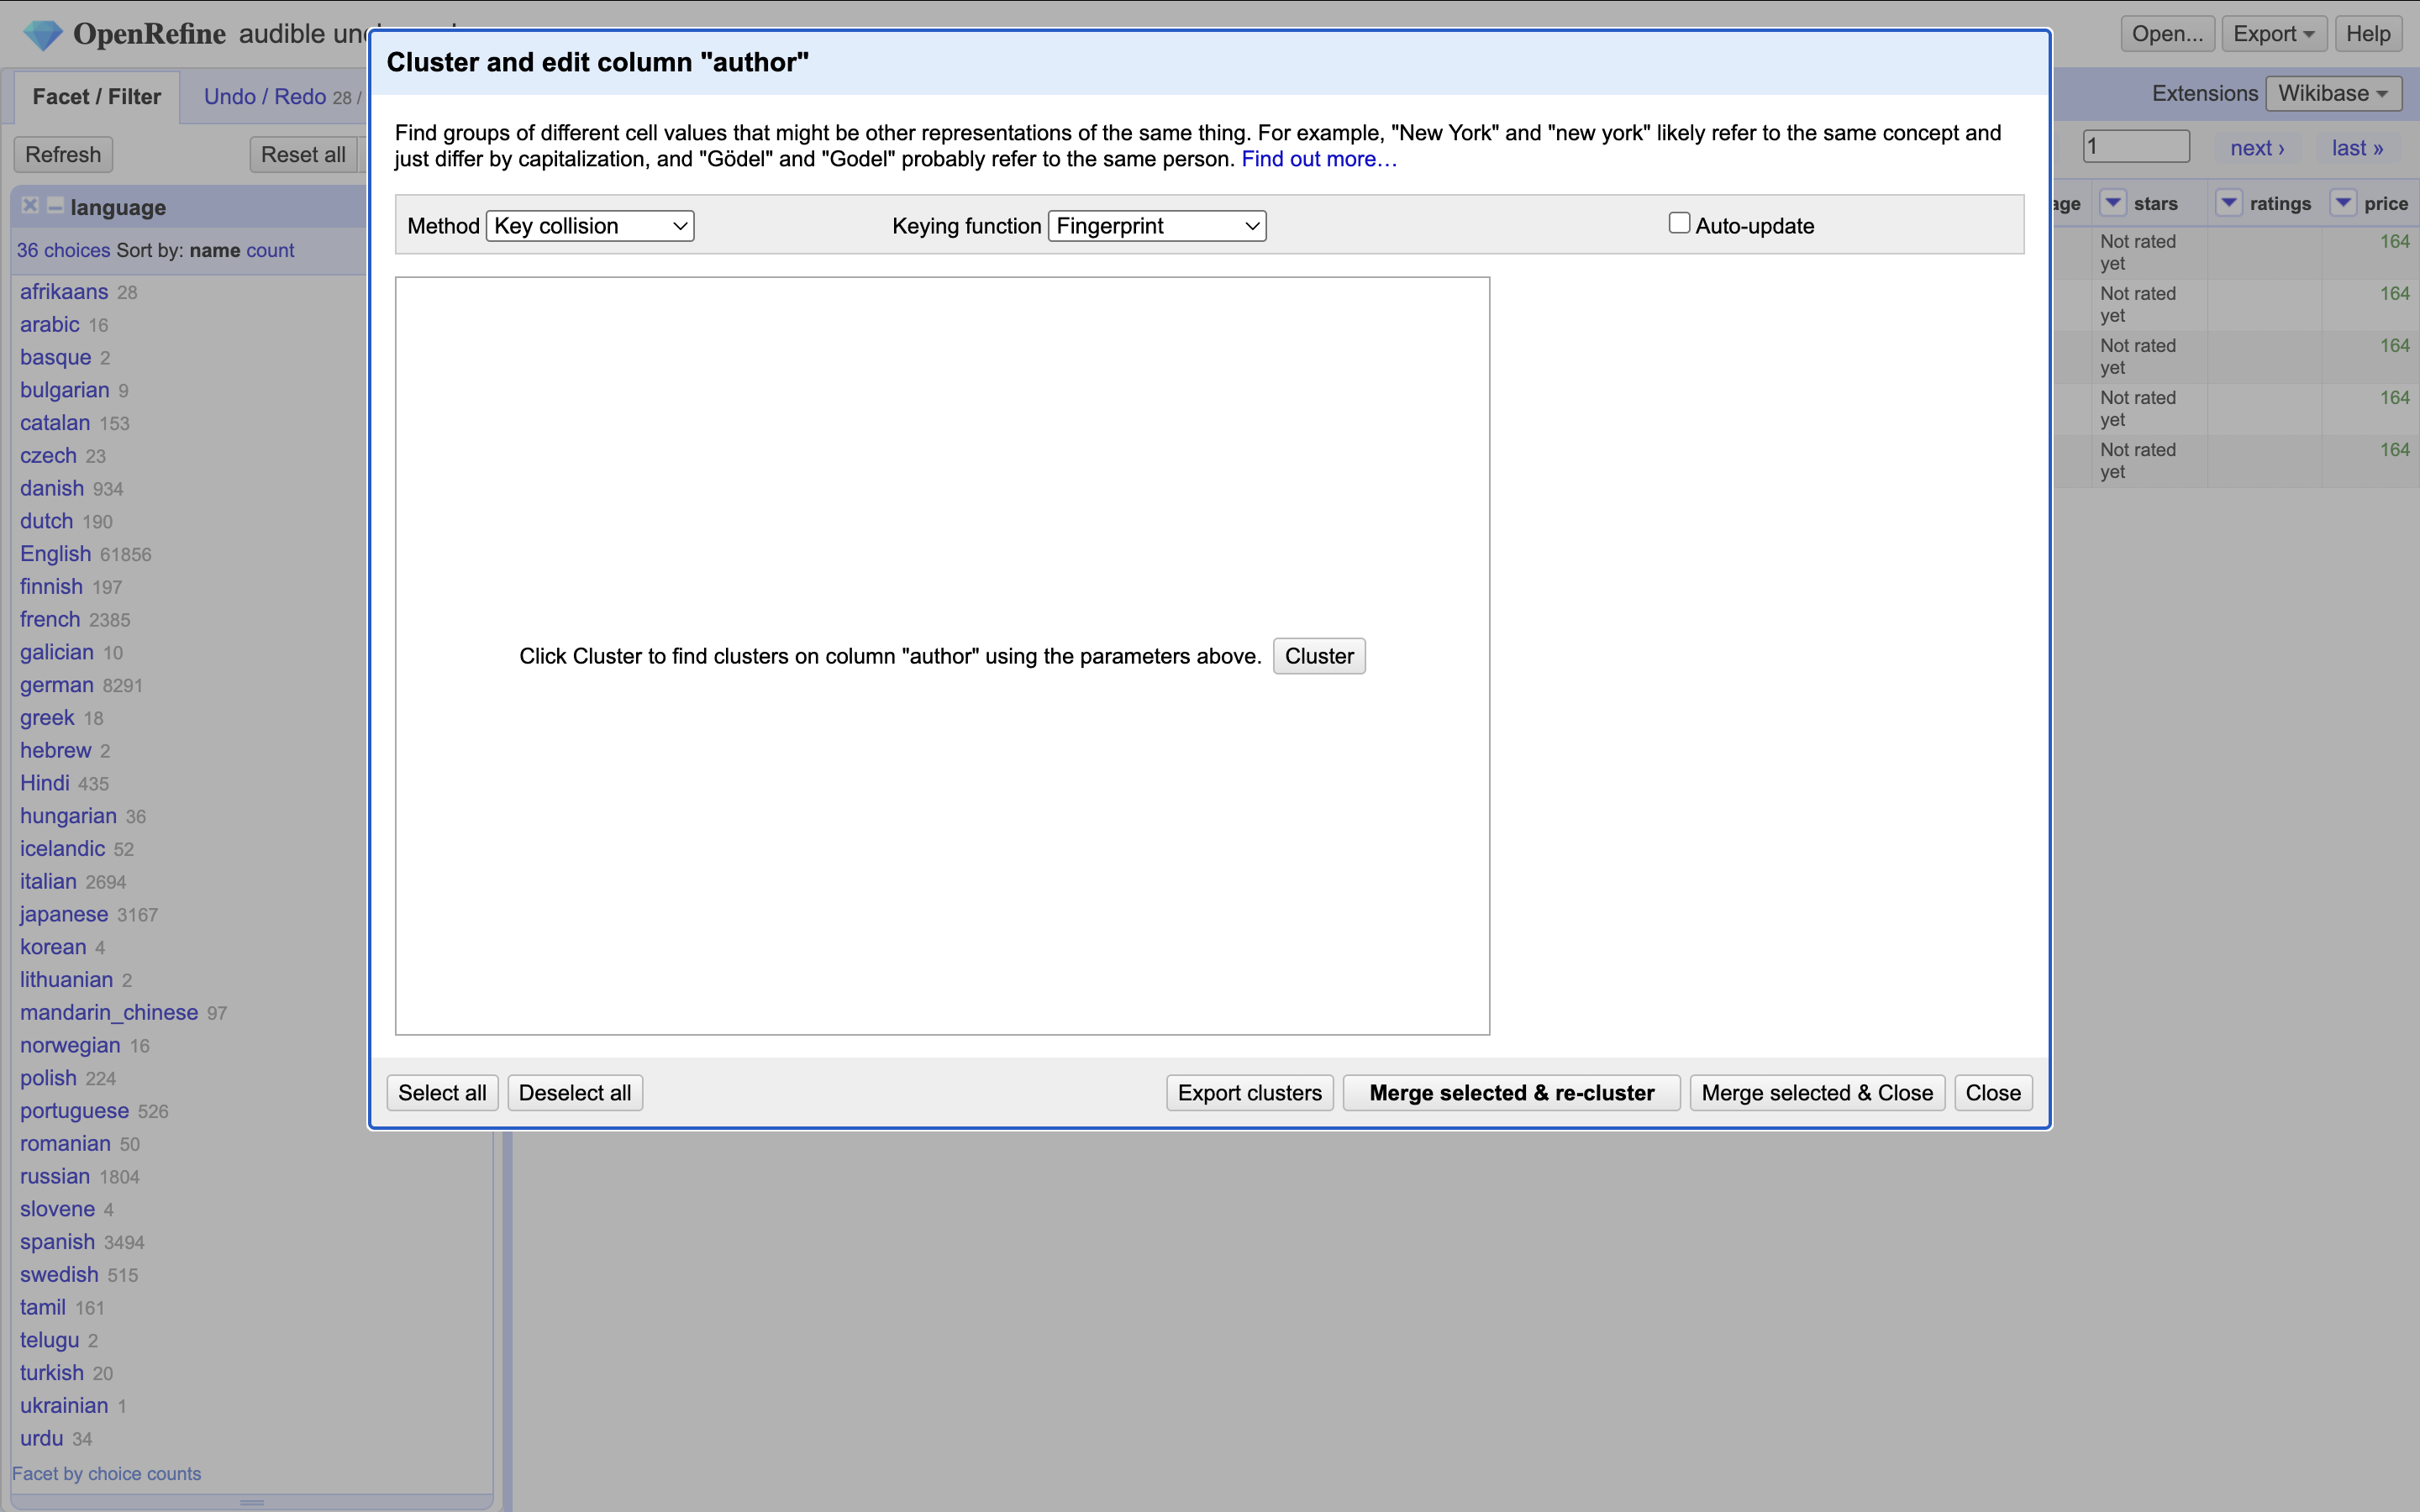 OpenRefine audible
Open... Export Help
Cluster and edit column "author"
Facet / Filter Undo / Redo 28 /
Extensions Wikibase
Find groups of different cell values that might be other representations of the same thing. For example, "New York" and "new york" likely refer to the same concept and
just differ by capitalization, and "Gödel" and "Godel" probably refer to the same person. Find out more…
Refresh Reset all
1 next › last »
Method Key collision Keying function Fingerprint Auto-update
language
stars ratings price
36 choices Sort by: name count
afrikaans 28
arabic 16
basque 2
bulgarian 9
catalan 153
czech 23
danish 934
dutch 190
English 61856
finnish 197
french 2385
galician 10
german 8291
greek 18
hebrew 2
Hindi 435
hungarian 36
icelandic 52
italian 2694
japanese 3167
korean 4
lithuanian 2
mandarin_chinese 97
norwegian 16
polish 224
portuguese 526
romanian 50
russian 1804
slovene 4
spanish 3494
swedish 515
tamil 161
telugu 2
turkish 20
ukrainian 1
urdu 34
Facet by choice counts
Click Cluster to find clusters on column "author" using the parameters above. Cluster
Select all Deselect all Export clusters Merge selected & re-cluster Merge selected & Close Close
Not rated
yet
164
Not rated
yet
164
Not rated
yet
164
Not rated
yet
164
Not rated
yet
164